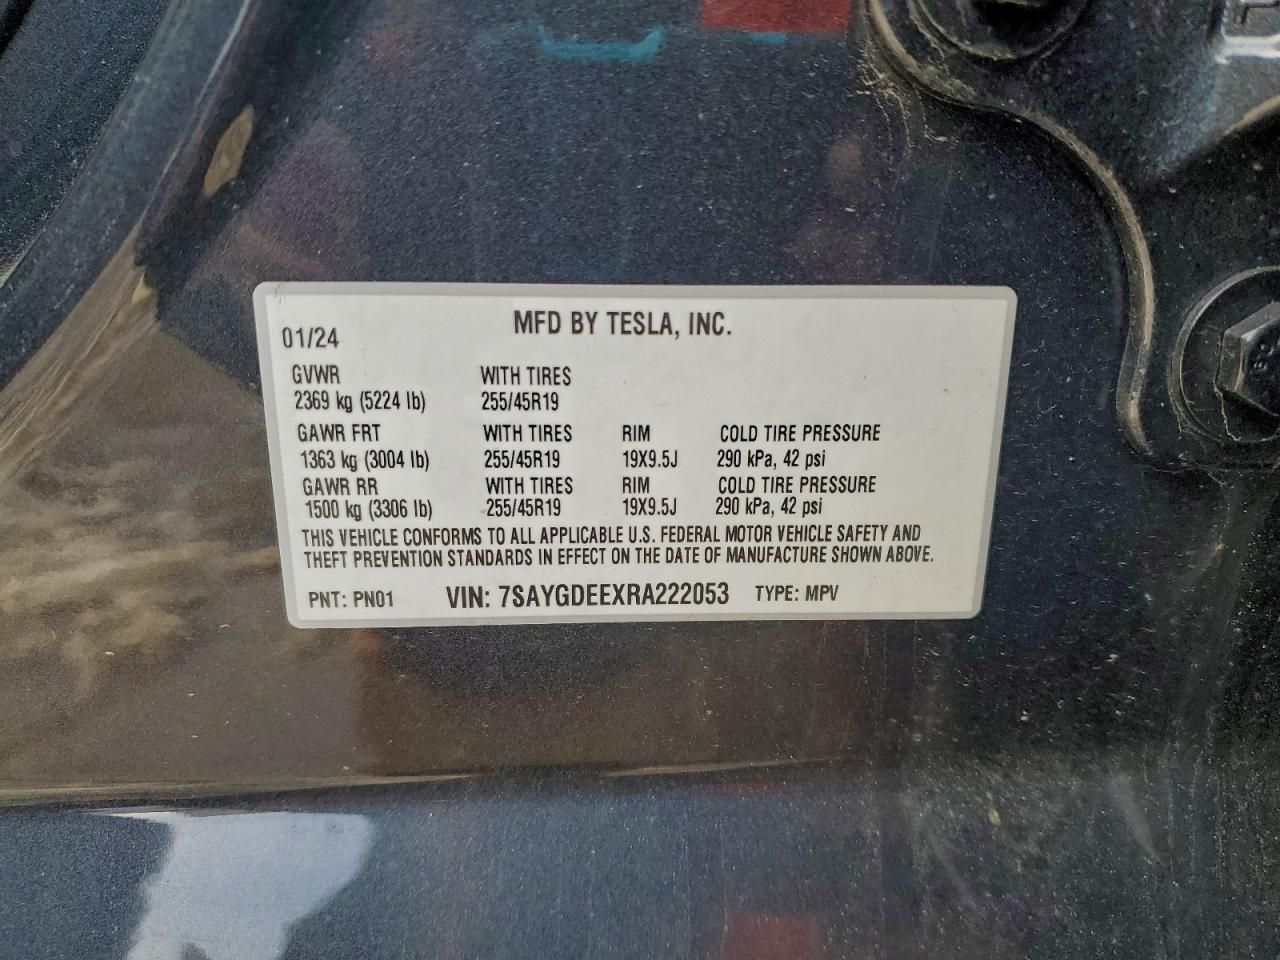 MFD BY TESLA, INC.
01/24
GVWR WITH TIRES
2369 kg (5224 lb) 255/45R19
GAWR FRT WITH TIRES RIM COLD TIRE PRESSURE
1363 kg (3004 lb) 255/45R19 19X9.5J 290 kPa, 42 psi
GAWR RR WITH TIRES RIM COLD TIRE PRESSURE
1500 kg (3306 lb) 255/45R19 19X9.5J 290 kPa, 42 psi
THIS VEHICLE CONFORMS TO ALL APPLICABLE U.S. FEDERAL MOTOR VEHICLE SAFETY AND
THEFT PREVENTION STANDARDS IN EFFECT ON THE DATE OF MANUFACTURE SHOWN ABOVE.
PNT: PN01 VIN: 7SAYGDEEXRA222053 TYPE: MPV